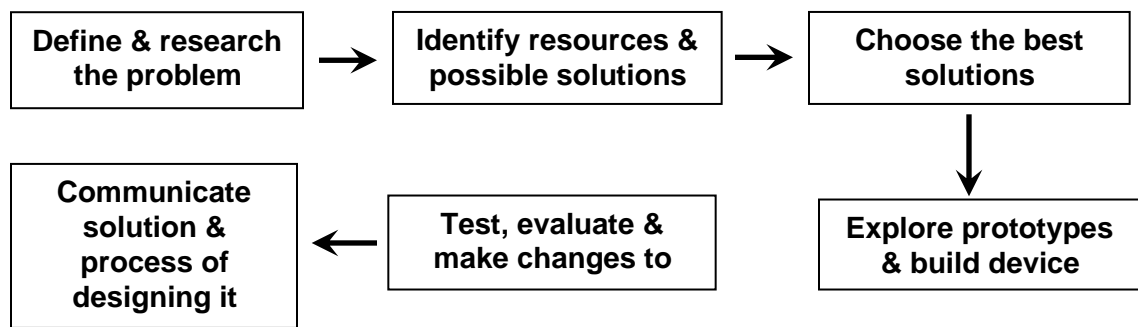 Define & research
the problem
Identify resources &
possible solutions
Choose the best
solutions
Explore prototypes
& build device
Test, evaluate &
make changes to
Communicate
solution &
process of
designing it